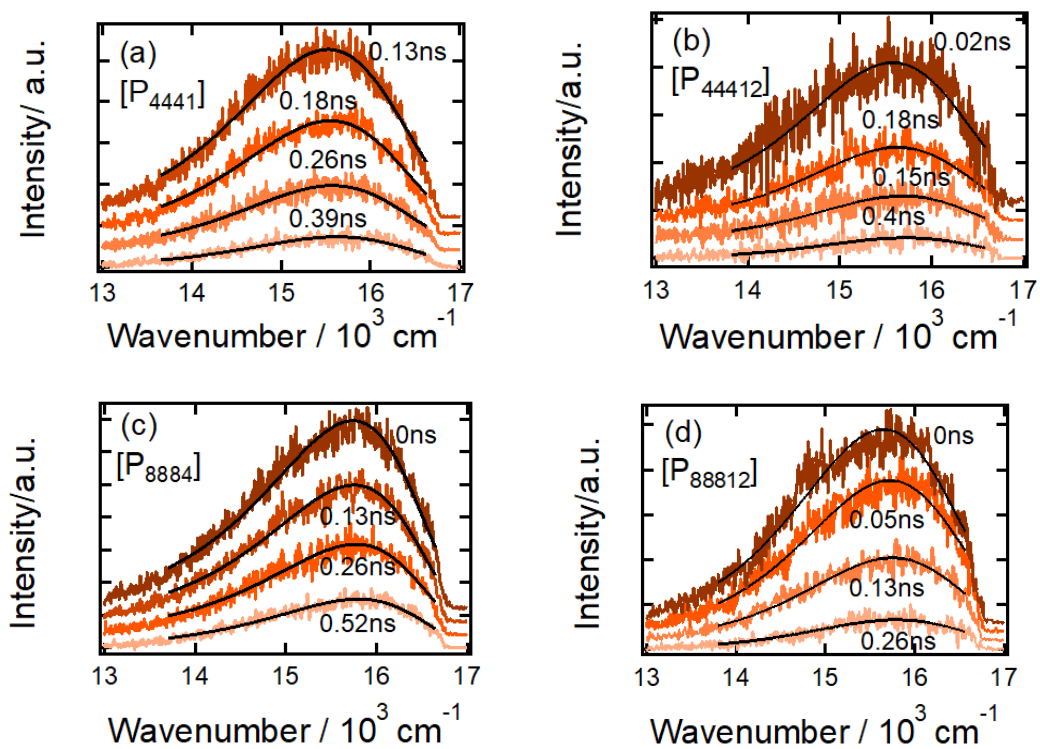 (a)
[P4441]
0.13ns
0.18ns
0.26ns
0.39ns
Intensity/ a.u.
13 14 15 16 17
Wavenumber / 10³ cm⁻¹
(b)
[P44412]
0.02ns
0.18ns
0.15ns
0.4ns
Intensity/a.u.
13 14 15 16 17
Wavenumber / 10³ cm⁻¹
(c)
[P8884]
0ns
0.13ns
0.26ns
0.52ns
Intensity/a.u.
13 14 15 16 17
Wavenumber / 10³ cm⁻¹
(d)
[P88812]
0ns
0.05ns
0.13ns
0.26ns
Intensity/a.u.
13 14 15 16 17
Wavenumber / 10³ cm⁻¹